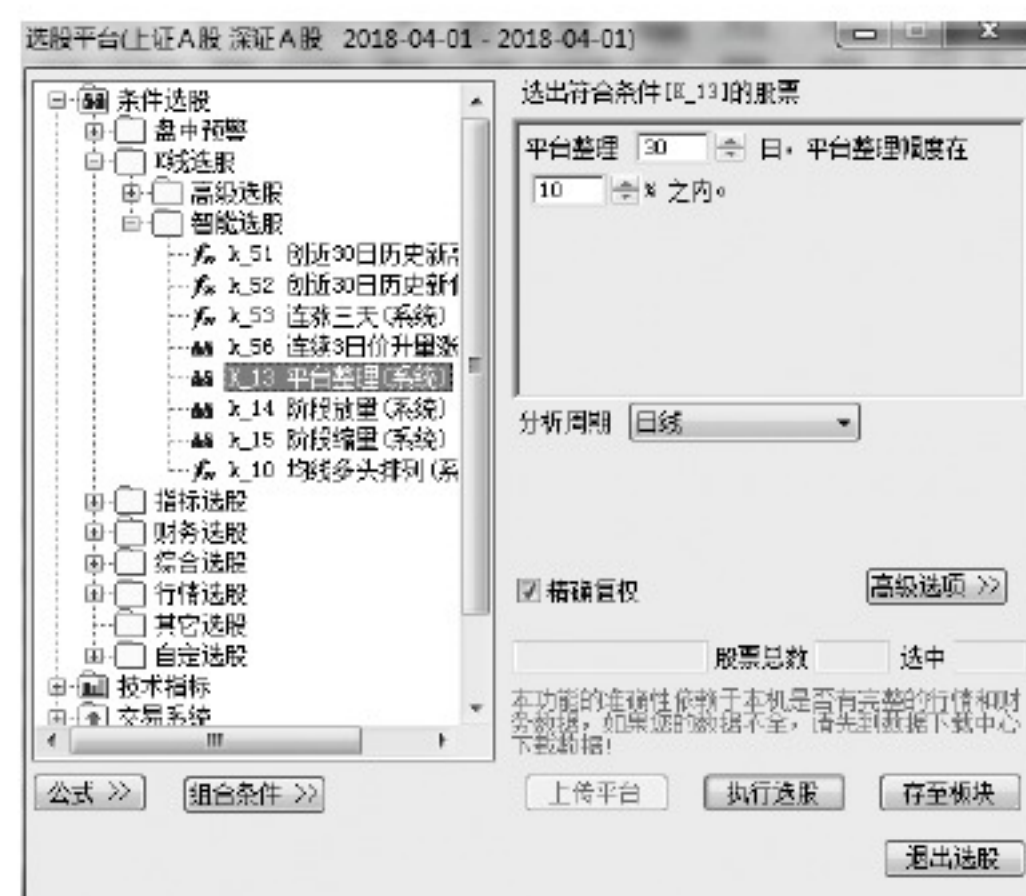 选股平台(上证A股 深证A股 2018-04-01 - 2018-04-01)
条件选股
盘中预警
K线选股
高级选股
智能选股
k_51 创近30日历史新高
k_52 创近30日历史新
k_53 连涨三天(系统)
k_56 连续3日价升量涨
K_13 平台整理(系统)
k_14 阶段放量(系统)
k_15 阶段缩量(系统)
k_10 均线多头排列(系
指标选股
财务选股
综合选股
行情选股
其它选股
自定选股
技术指标
交易系统
公式 >>
组合条件 >>
选出符合条件[K_13]的股票
平台整理 30 日，平台整理幅度在
10 % 之内。
分析周期 日线
精确复权
高级选项 >>
股票总数 选中
本功能的准确性依赖于本机是否有完整的行情和财
务数据，如果您的数据不全，请先到数据下载中心
下载数据!
上传平台 执行选股 存至板块
退出选股